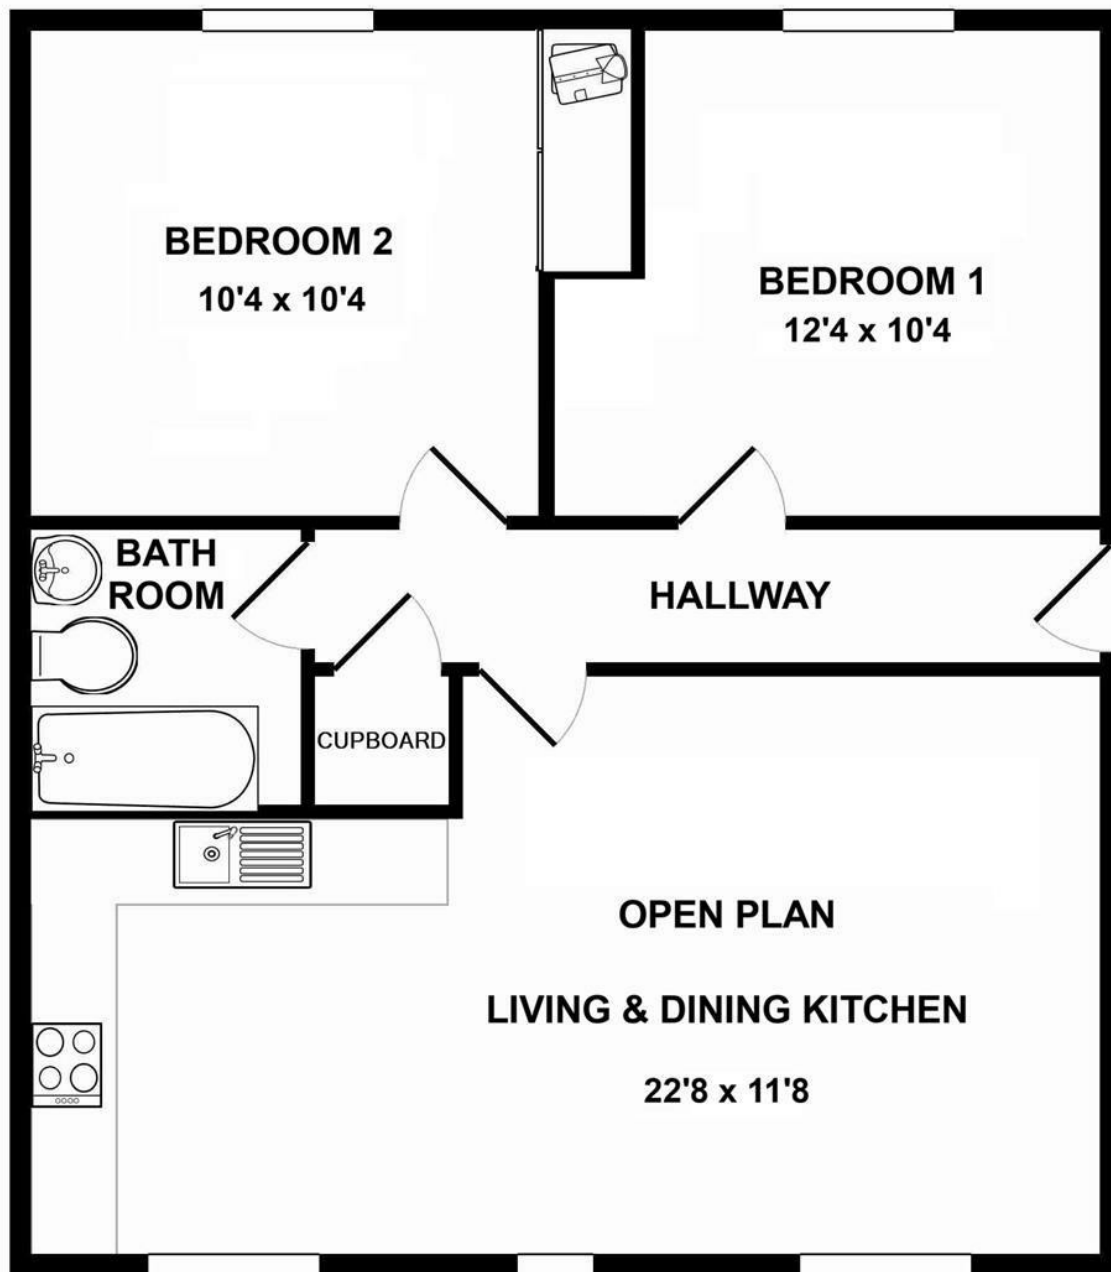 BEDROOM 2
10'4 x 10'4
BEDROOM 1
12'4 x 10'4
BATH
ROOM
HALLWAY
CUPBOARD
OPEN PLAN
LIVING & DINING KITCHEN
22'8 x 11'8